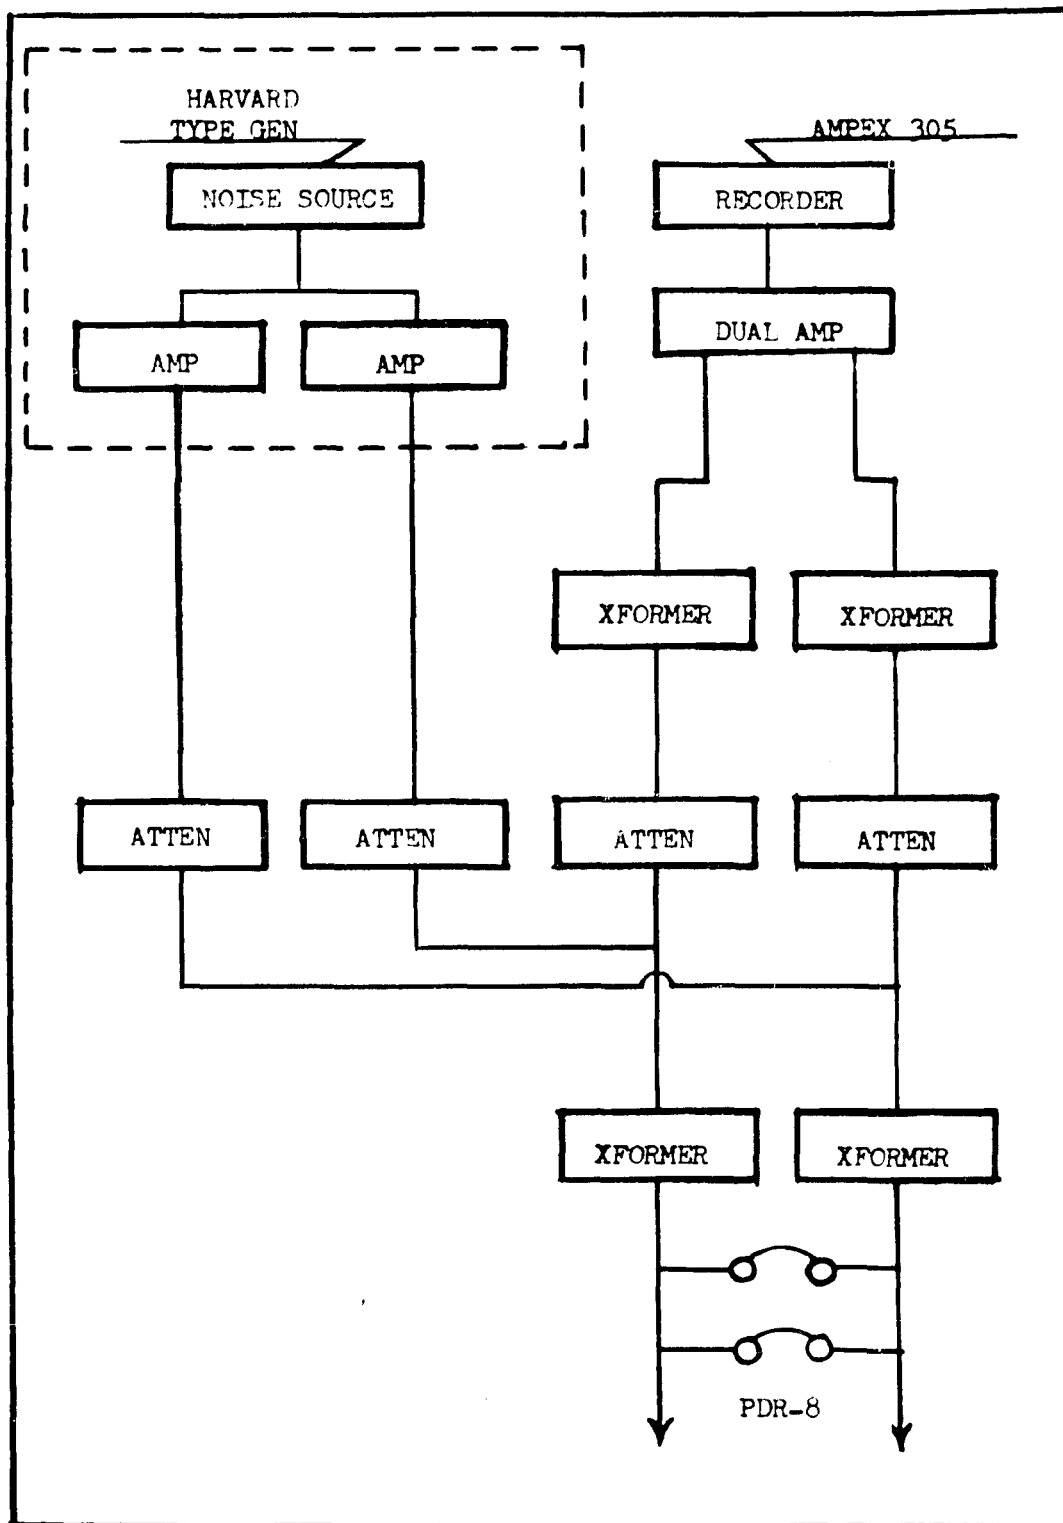 HARVARD
TYPE GEN
AMPEX 305
NOISE SOURCE
RECORDER
DUAL AMP
AMP
AMP
XFORMER
XFORMER
ATTEN
ATTEN
ATTEN
ATTEN
XFORMER
XFORMER
PDR-8